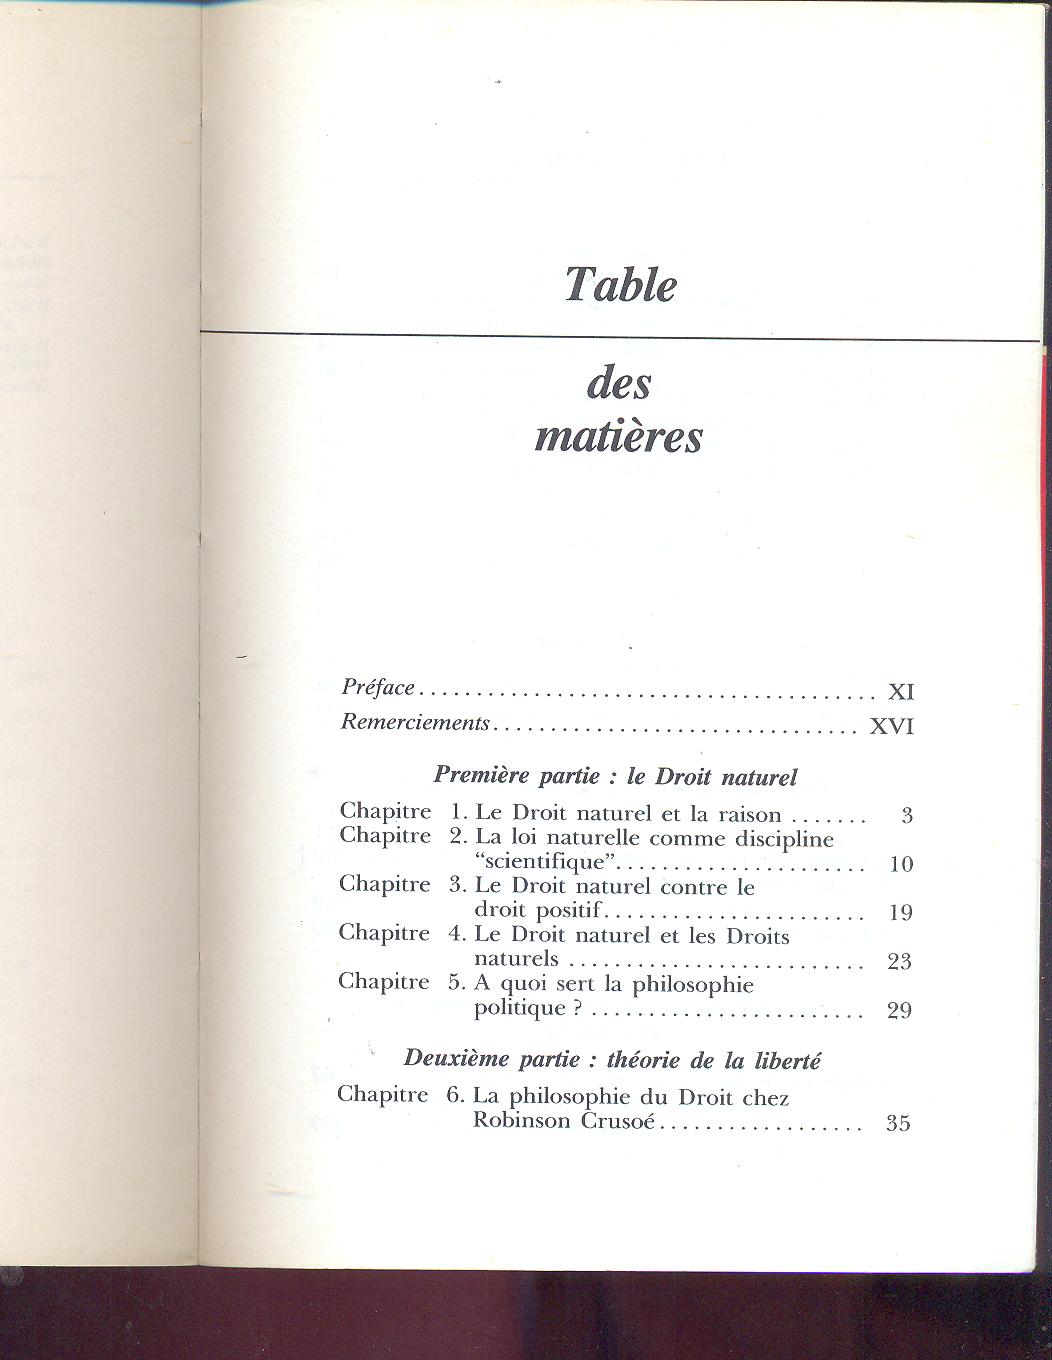 Table
des
matières
Préface........................................ XI
Remerciements................................ XVI
Première partie : le Droit naturel
Chapitre 1. Le Droit naturel et la raison ....... 3
Chapitre 2. La loi naturelle comme discipline
“scientifique”...................... 10
Chapitre 3. Le Droit naturel contre le
droit positif....................... 19
Chapitre 4. Le Droit naturel et les Droits
naturels .......................... 23
Chapitre 5. A quoi sert la philosophie
politique ? ........................ 29
Deuxième partie : théorie de la liberté
Chapitre 6. La philosophie du Droit chez
Robinson Crusoé.................. 35